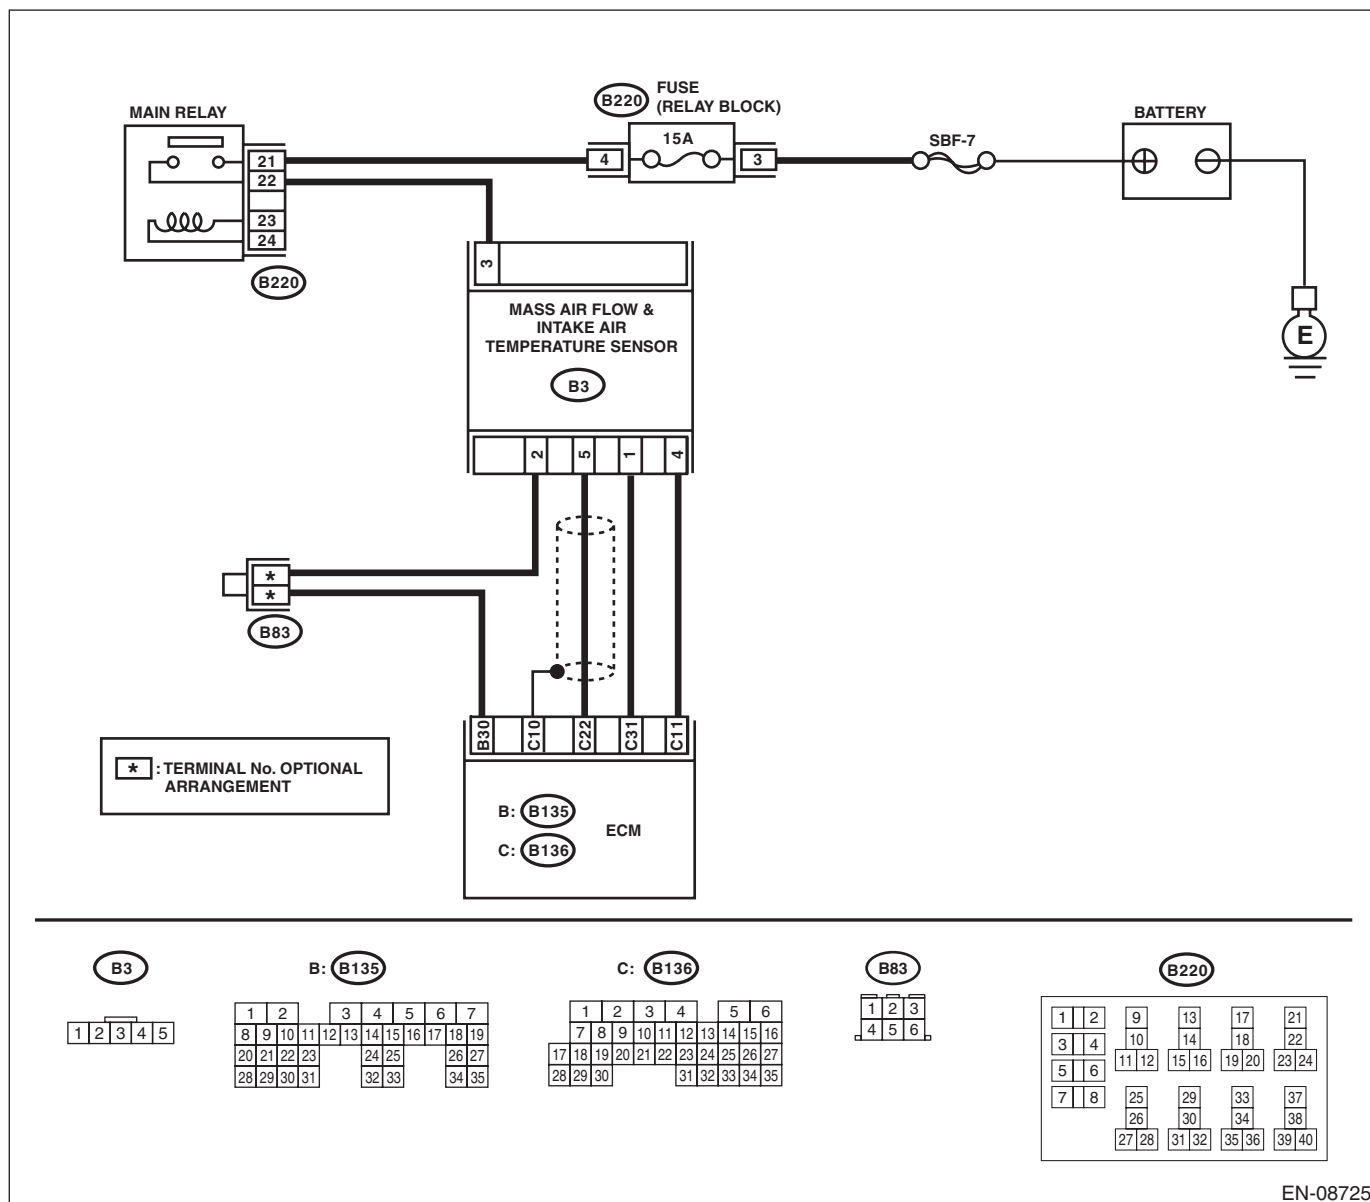 B220
FUSE
(RELAY BLOCK)
MAIN RELAY
15A
SBF-7
BATTERY
21
22
23
24
4
3
B220
3
MASS AIR FLOW &
INTAKE AIR
TEMPERATURE SENSOR
B3
E
2
5
1
4
*
*
B83
B30
C10
C22
C31
C11
* : TERMINAL No. OPTIONAL
ARRANGEMENT
B: B135
ECM
C: B136
B3
1 2 3 4 5
B: B135
1 2 3 4 5 6 7
8 9 10 11 12 13 14 15 16 17 18 19
20 21 22 23 24 25 26 27
28 29 30 31 32 33 34 35
C: B136
1 2 3 4 5 6
7 8 9 10 11 12 13 14 15 16
17 18 19 20 21 22 23 24 25 26 27
28 29 30 31 32 33 34 35
B83
1 2 3
4 5 6
B220
1 2 9 13 17 21
3 4 10 14 18 22
11 12 15 16 19 20 23 24
5 6
7 8 25 29 33 37
26 30 34 38
27 28 31 32 35 36 39 40
EN-08725